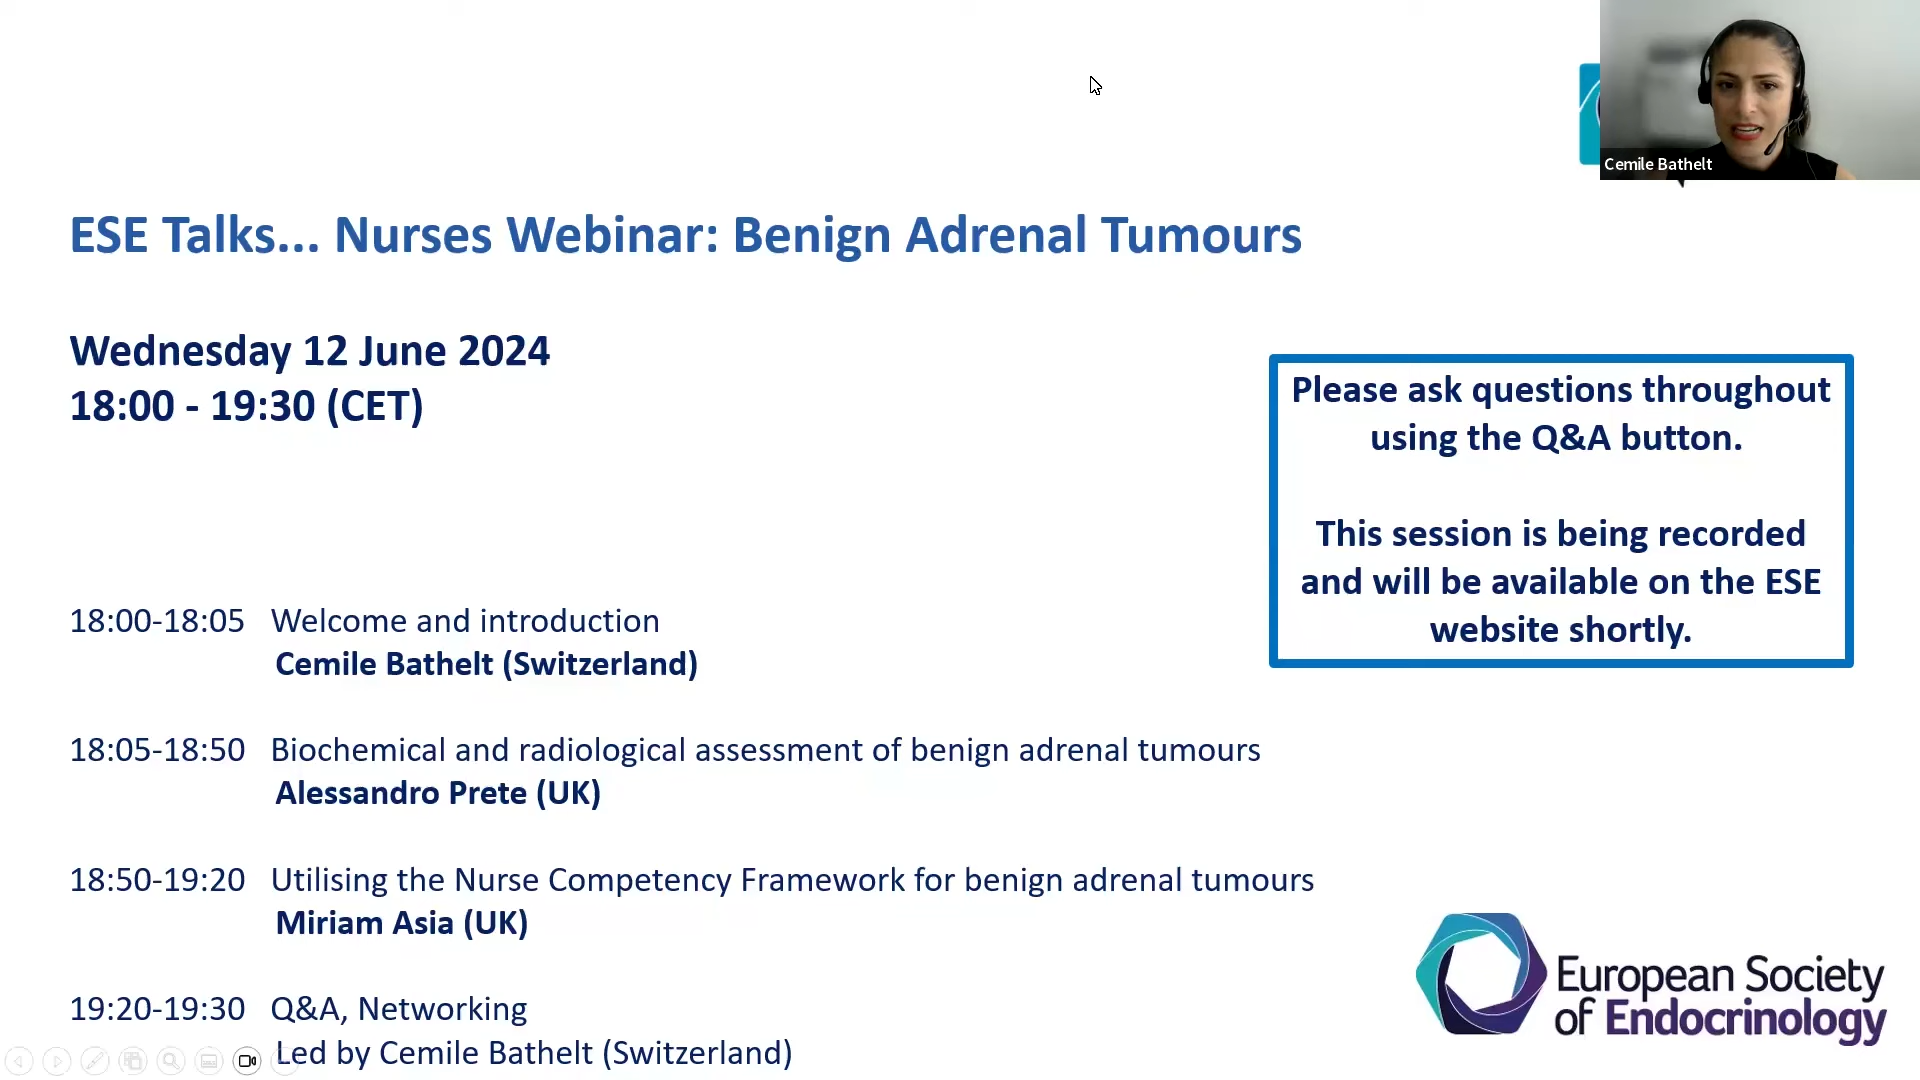 Cemile Bathelt
ESE Talks... Nurses Webinar: Benign Adrenal Tumours
Wednesday 12 June 2024
18:00 - 19:30 (CET)
Please ask questions throughout
using the Q&A button.
This session is being recorded
and will be available on the ESE
website shortly.
18:00-18:05 Welcome and introduction
Cemile Bathelt (Switzerland)
18:05-18:50 Biochemical and radiological assessment of benign adrenal tumours
Alessandro Prete (UK)
18:50-19:20 Utilising the Nurse Competency Framework for benign adrenal tumours
Miriam Asia (UK)
19:20-19:30 Q&A, Networking
Led by Cemile Bathelt (Switzerland)
European Society
of Endocrinology